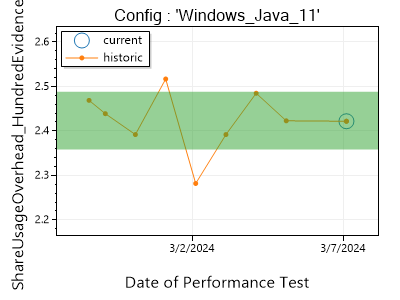 Config : 'Windows_Java_11'
current
historic
2.6
2.5
2.4
2.3
2.2
ShareUsageOverhead_HundredEvidence
3/2/2024
3/7/2024
Date of Performance Test